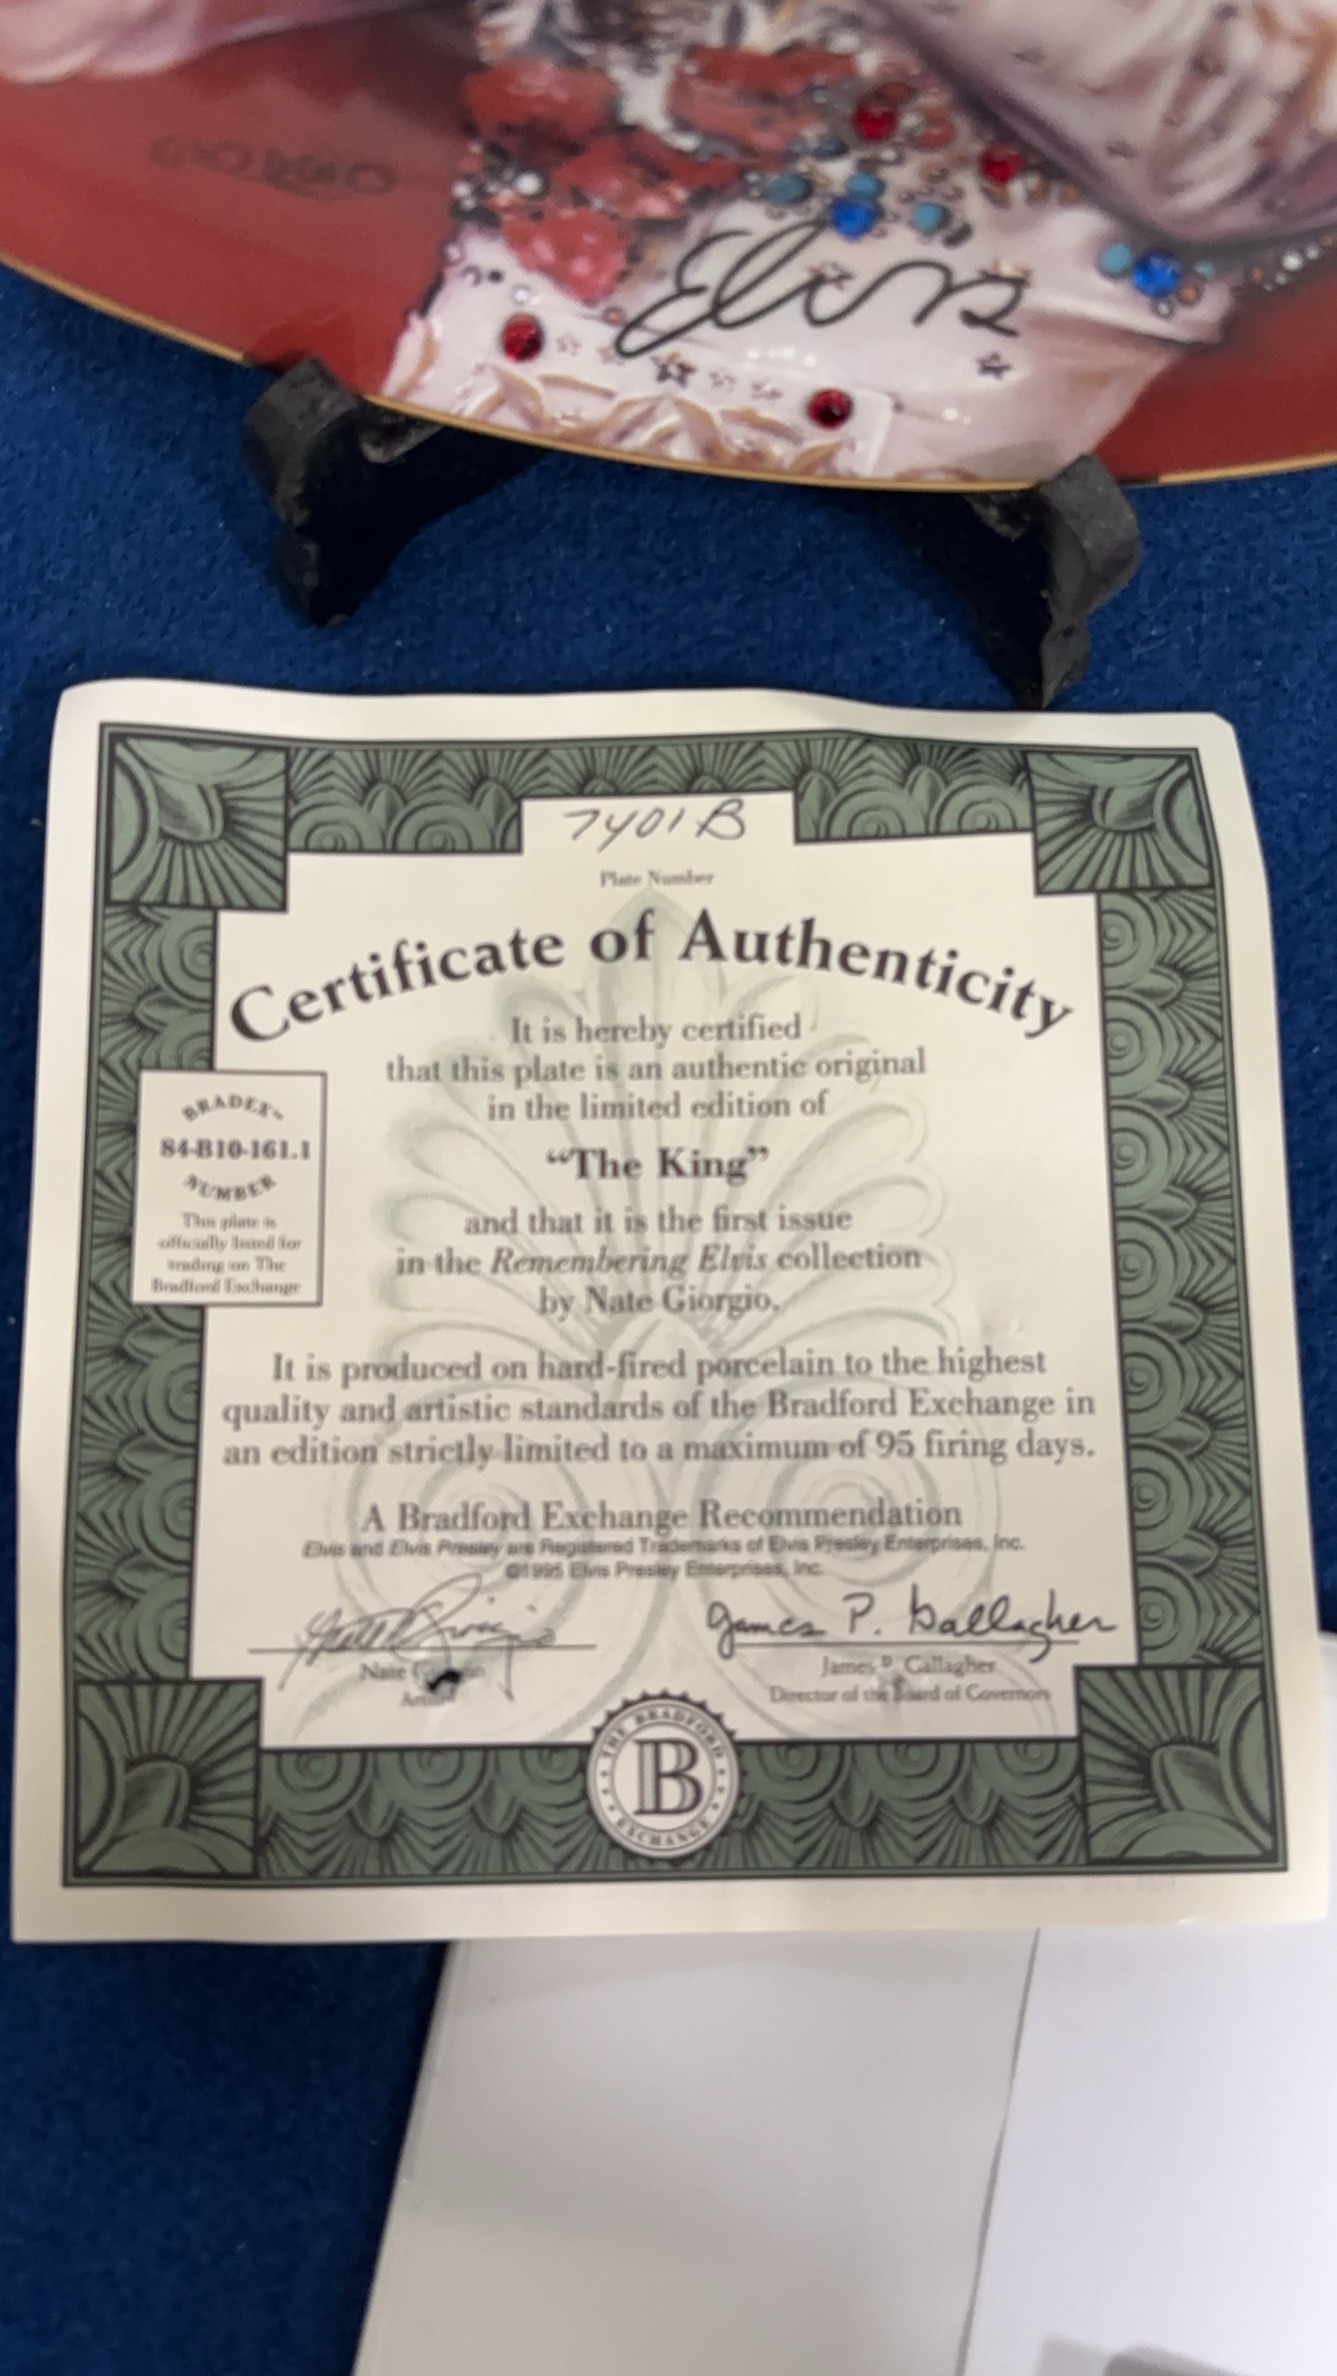 GIORGIO
Elvis
7401B
Plate Number
Certificate of Authenticity
It is hereby certified
that this plate is an authentic original
in the limited edition of
“The King”
and that it is the first issue
in the Remembering Elvis collection
by Nate Giorgio.
BRADEX™
84-B10-161.1
NUMBER
This plate is
officially listed for
trading on The
Bradford Exchange
It is produced on hard-fired porcelain to the highest
quality and artistic standards of the Bradford Exchange in
an edition strictly limited to a maximum of 95 firing days.
A Bradford Exchange Recommendation
Elvis and Elvis Presley are Registered Trademarks of Elvis Presley Enterprises, Inc.
©1995 Elvis Presley Enterprises, Inc.
James P. Gallagher
Nate
James P. Gallagher
Director of the Board of Governors
THE BRADFORD
B
EXCHANGE